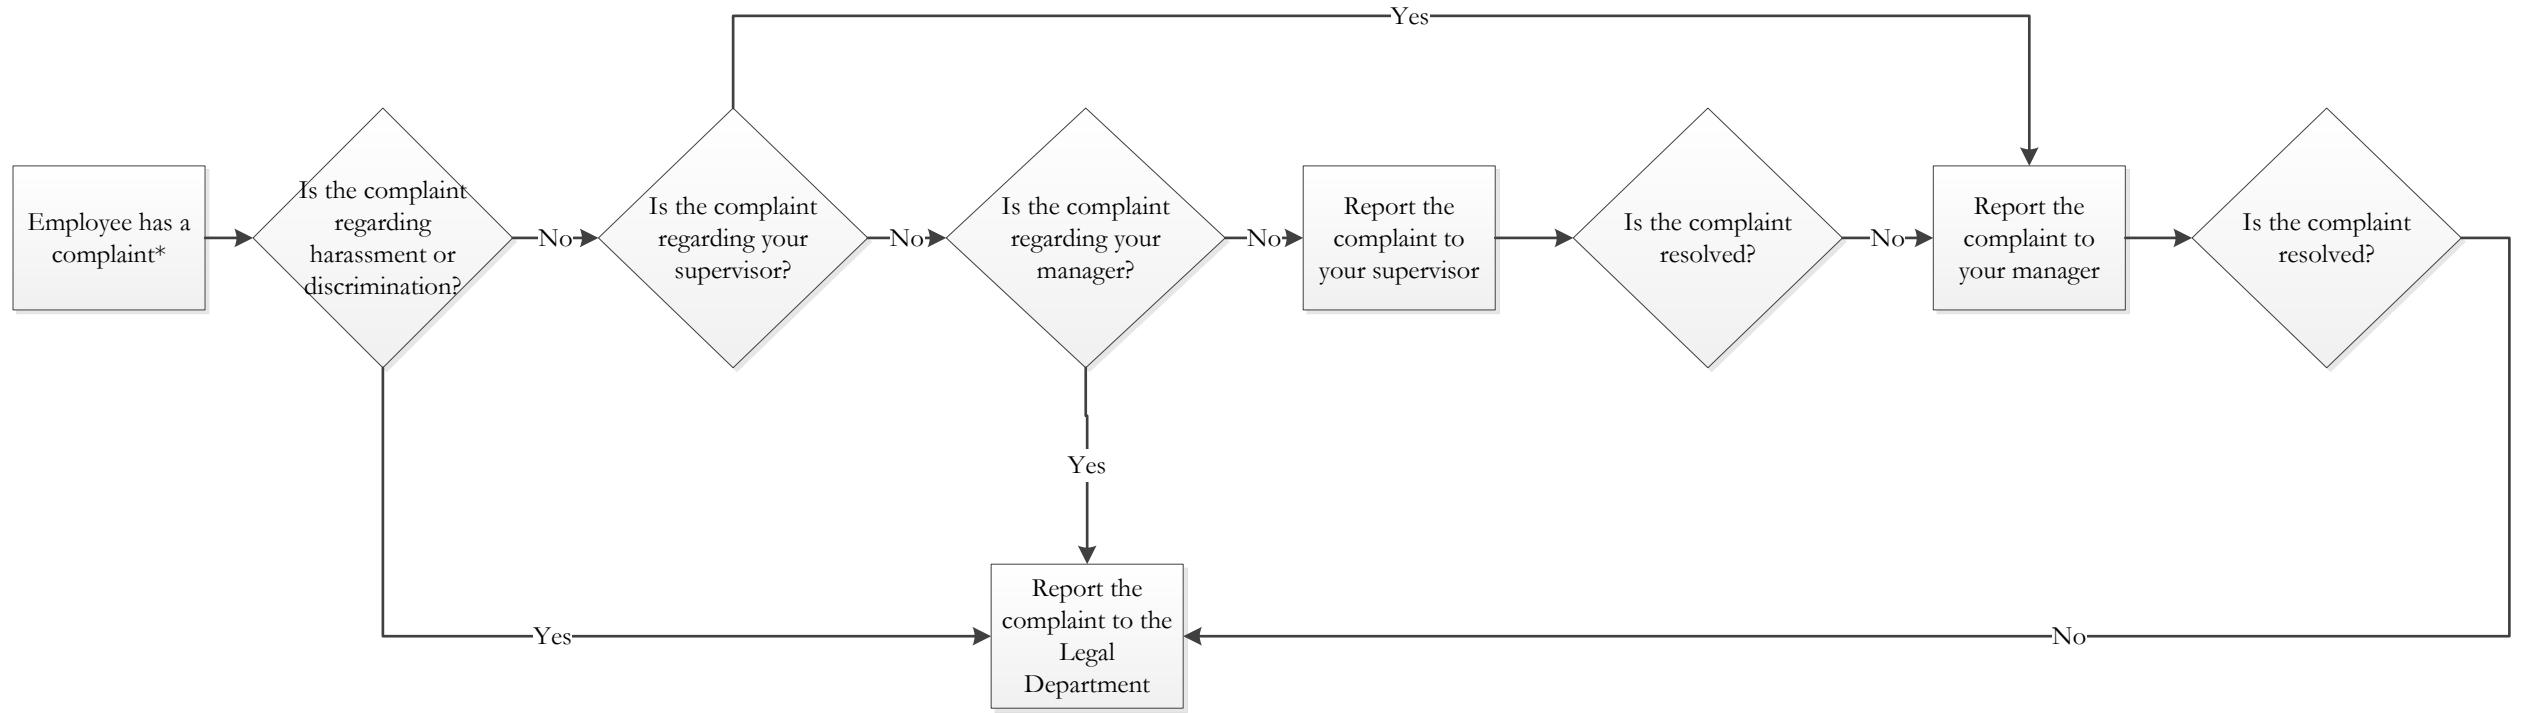 Yes
Employee has a
complaint*
Is the complaint
regarding
harassment or
discrimination?
No
Is the complaint
regarding your
supervisor?
No
Is the complaint
regarding your
manager?
No
Report the
complaint to
your supervisor
Is the complaint
resolved?
No
Report the
complaint to
your manager
Is the complaint
resolved?
Yes
Yes
Report the
complaint to the
Legal
Department
No